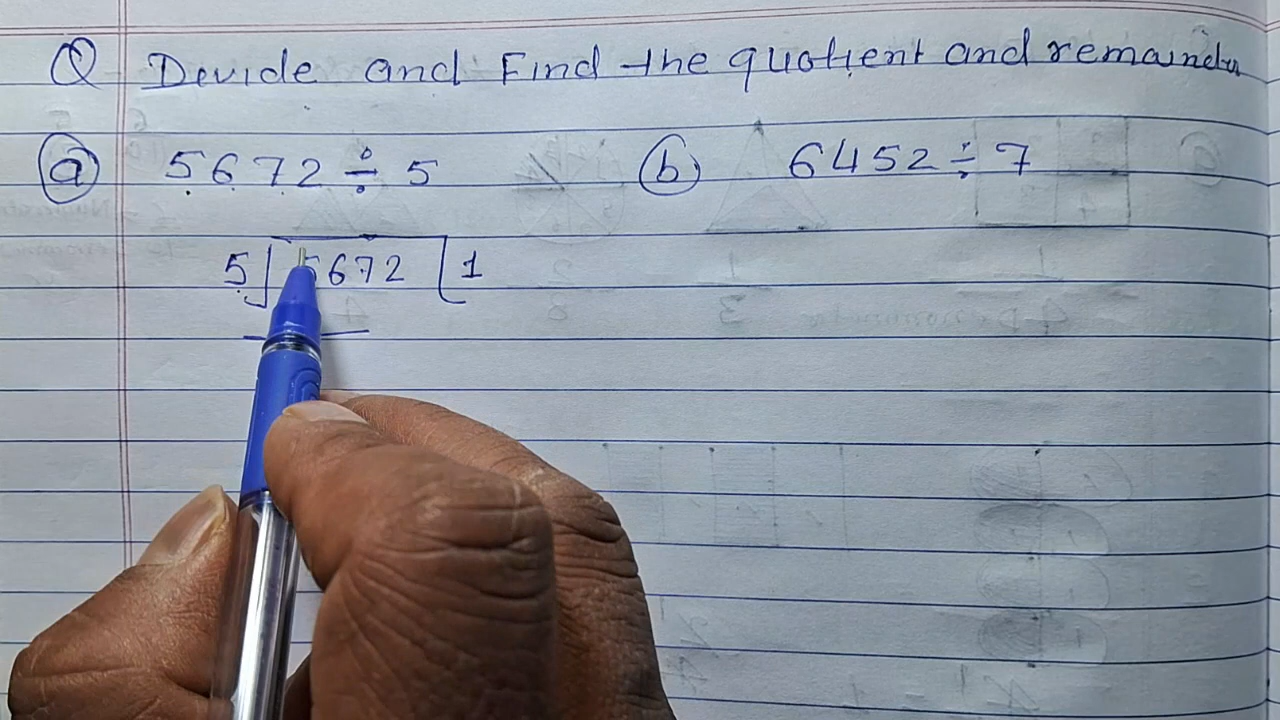 Q Devide and Find the quotient and remainder
a 5672 ÷ 5 b 6452 ÷ 7
5 5672 1